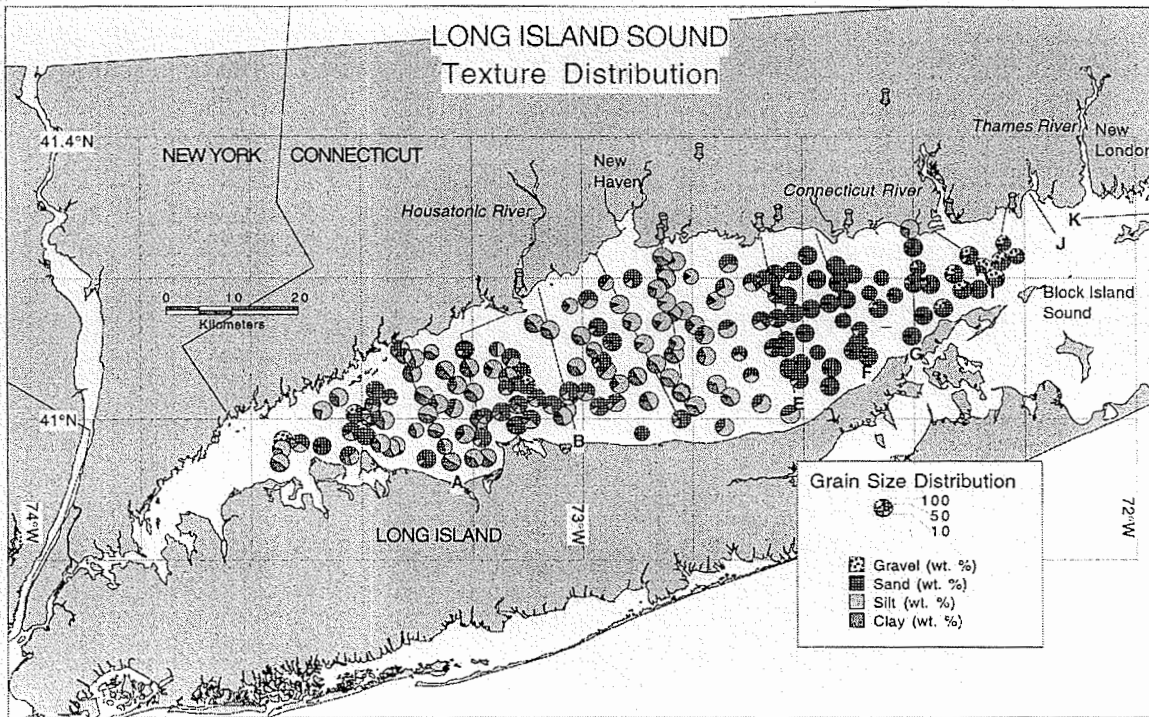 LONG ISLAND SOUND
Texture Distribution
41.4°N
NEW YORK
CONNECTICUT
New
Haven
Housatonic River
Connecticut River
Thames River
New
London
K
J
I
Block Island
Sound
0 10 20
Kilometers
G
F
E
41°N
B
A
74°W
73°W
72°W
LONG ISLAND
Grain Size Distribution
100
50
10
Gravel (wt. %)
Sand (wt. %)
Silt (wt. %)
Clay (wt. %)